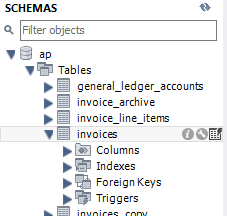 SCHEMAS
Filter objects
ap
Tables
general_ledger_accounts
invoice_archive
invoice_line_items
invoices
Columns
Indexes
Foreign Keys
Triggers
invoices_copy